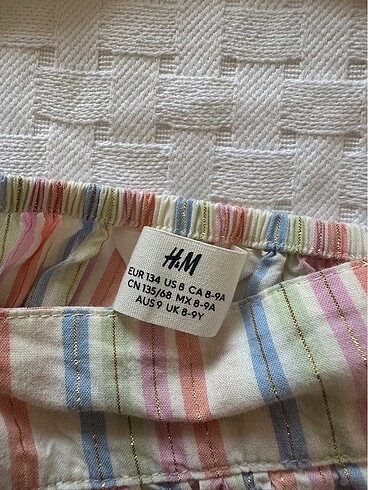 H&M
EUR 134 US 8 CA 8-9A
CN 135/68 MX 8-9A
AUS 9 UK 8-9Y